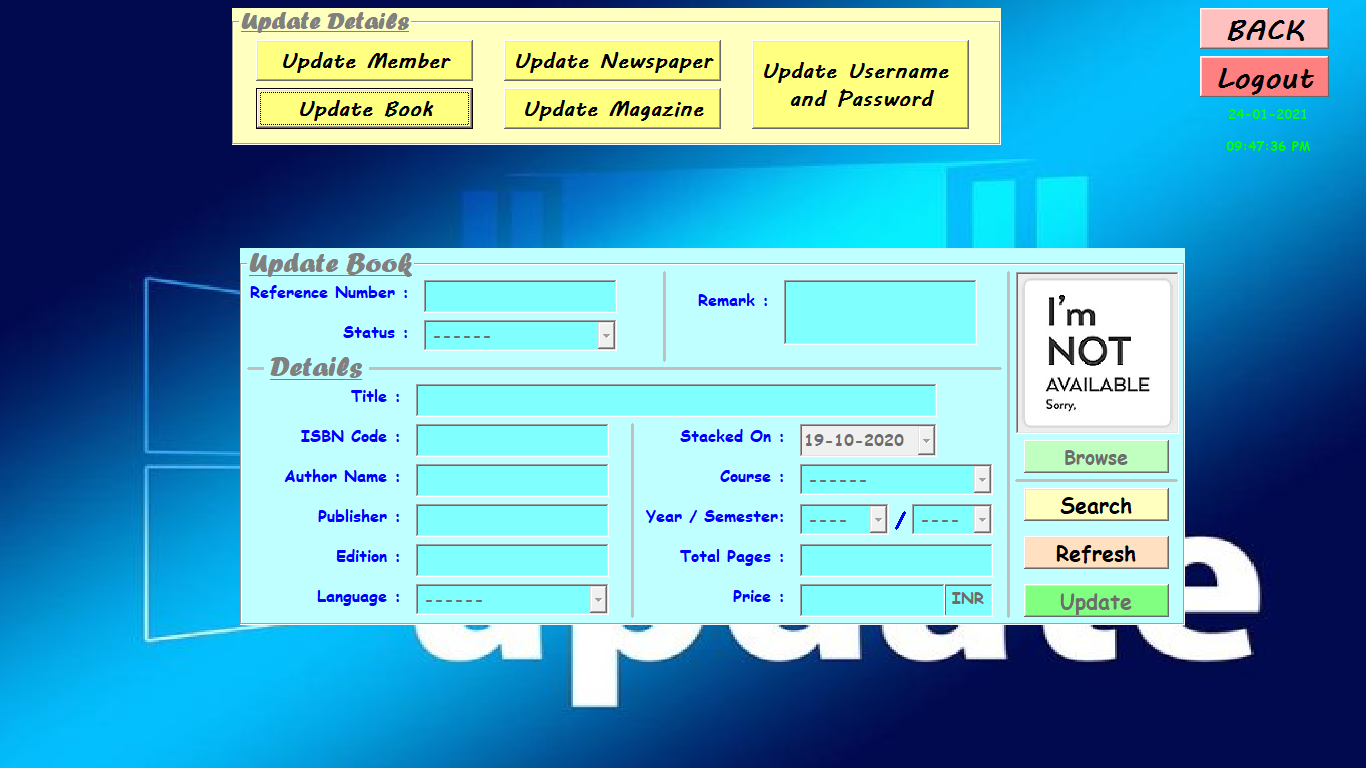 Update Details
Update Member
Update Newspaper
Update Username and Password
Update Book
Update Magazine
BACK
Logout
24-01-2021
09:47:36 PM
Update Book
Reference Number :
Status :
------
Remark :
Details
Title :
ISBN Code :
Author Name :
Publisher :
Edition :
Language :
------
Stacked On :
19-10-2020
Course :
------
Year / Semester:
---- / ----
Total Pages :
Price :
INR
I'm
NOT
AVAILABLE
Sorry,
Browse
Search
Refresh
Update
update